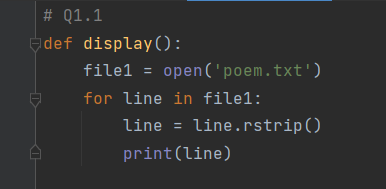 # Q1.1
def display():
    file1 = open('poem.txt')
    for line in file1:
        line = line.rstrip()
        print(line)